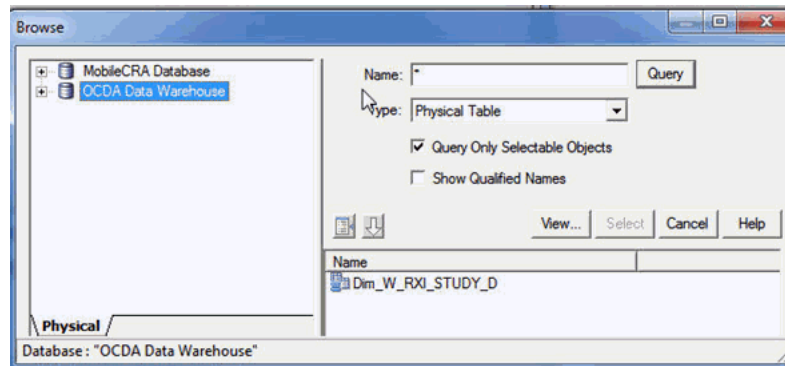 Browse
MobileCRA Database
OCDA Data Warehouse
Name: * Query
Type: Physical Table
Query Only Selectable Objects
Show Qualified Names
View... Select Cancel Help
Name
Dim_W_RXI_STUDY_D
Physical
Database : "OCDA Data Warehouse"